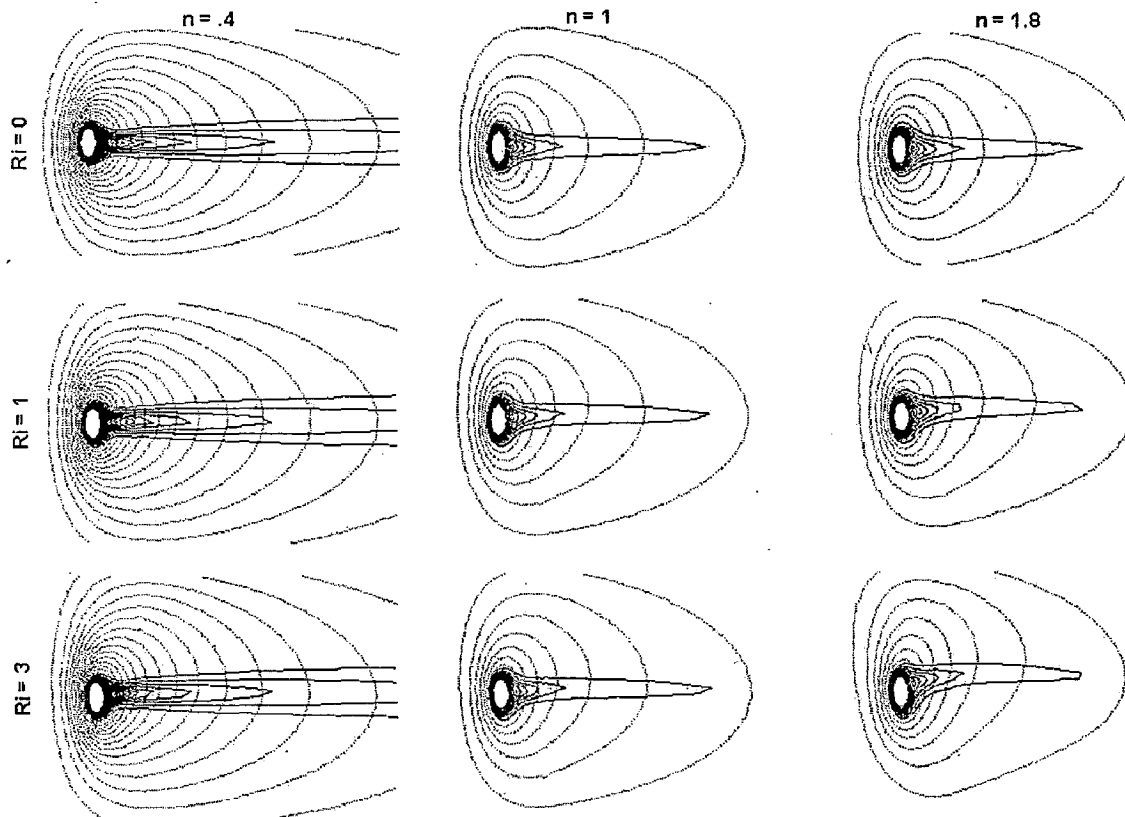 n = .4
n = 1
n = 1.8
Ri = 0
Ri = 1
Ri = 3